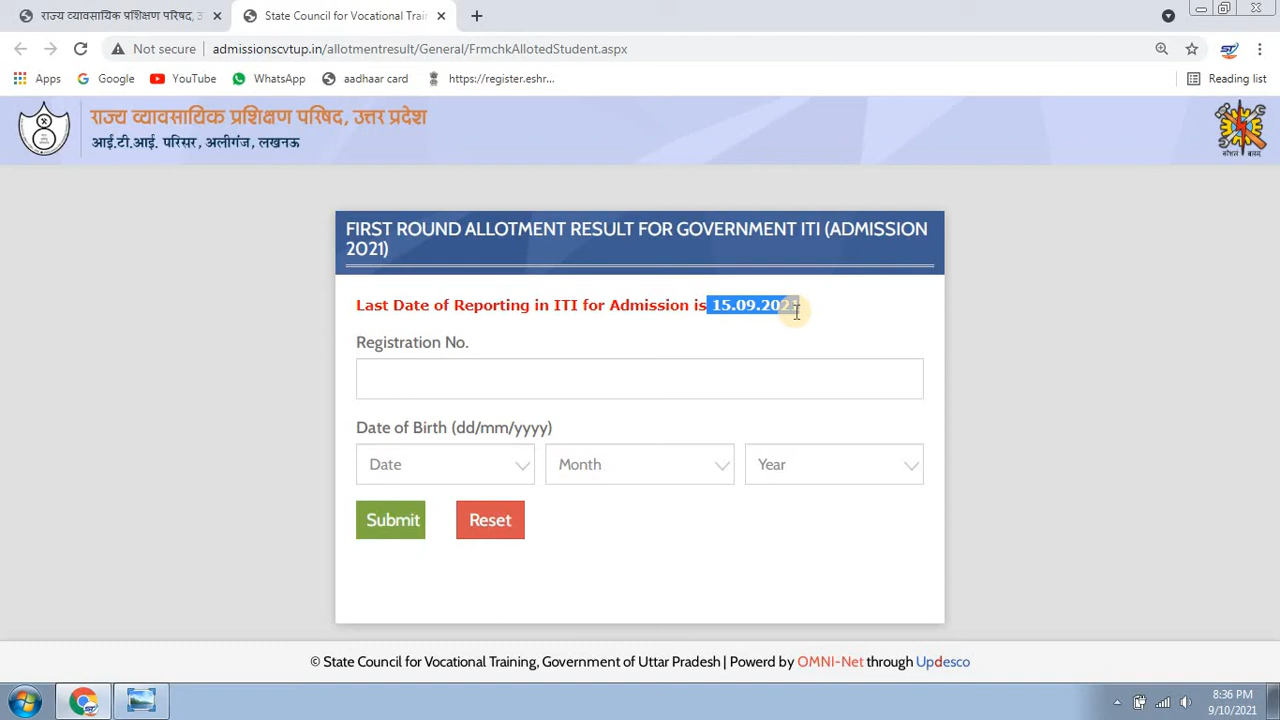 राज्य व्यावसायिक प्रशिक्षण परिषद, उ
State Council for Vocational Train
Not secure
admissionscvtup.in/allotmentresult/General/FrmchkAllotedStudent.aspx
Apps
Google
YouTube
WhatsApp
aadhaar card
https://register.eshr...
Reading list
राज्य व्यावसायिक प्रशिक्षण परिषद, उत्तर प्रदेश
आई.टी.आई. परिसर, अलीगंज, लखनऊ
FIRST ROUND ALLOTMENT RESULT FOR GOVERNMENT ITI (ADMISSION
2021)
Last Date of Reporting in ITI for Admission is 15.09.2021
Registration No.
Date of Birth (dd/mm/yyyy)
Date
Month
Year
Submit
Reset
© State Council for Vocational Training, Government of Uttar Pradesh | Powerd by OMNI-Net through Updesco
8:36 PM
9/10/2021